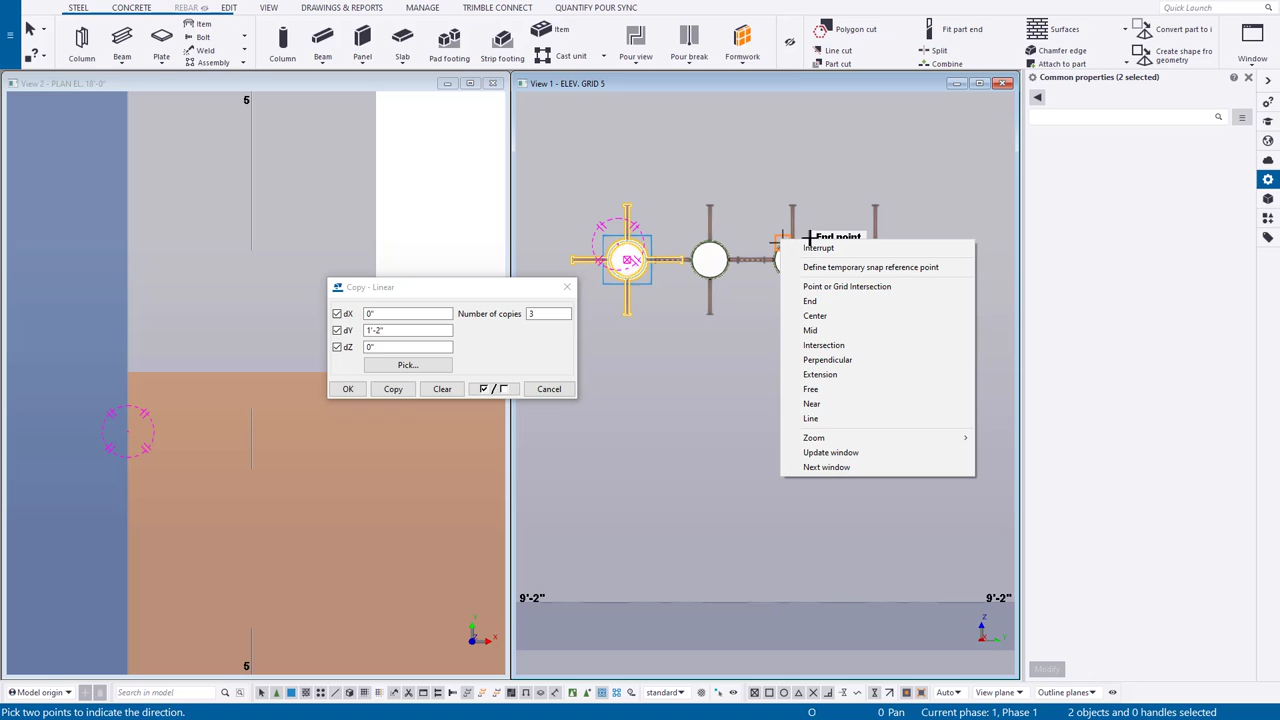 STEEL
CONCRETE
REBAR
EDIT
VIEW
DRAWINGS & REPORTS
MANAGE
TRIMBLE CONNECT
QUANTIFY POUR SYNC
Quick Launch
Column
Beam
Plate
Item
Bolt
Weld
Assembly
Column
Beam
Panel
Slab
Pad footing
Strip footing
Item
Cast unit
Pour view
Pour break
Formwork
Polygon cut
Line cut
Part cut
Fit part end
Split
Combine
Surfaces
Chamfer edge
Attach to part
Convert part to i
Create shape fro
geometry
Window
View 2 - PLAN EL. 18'-0"
View 1 - ELEV. GRID 5
Common properties (2 selected)
5
5
Copy - Linear
dX 0" Number of copies 3
dY 1'-2"
dZ 0"
Pick...
OK Copy Clear / Cancel
End point
Interrupt
Define temporary snap reference point
Point or Grid Intersection
End
Center
Mid
Intersection
Perpendicular
Extension
Free
Near
Line
Zoom
Update window
Next window
9'-2" 9'-2"
X
Z
Modify
Model origin
Search in model
standard
Auto
View plane
Outline planes
Pick two points to indicate the direction.
O
0 Pan
Current phase: 1, Phase 1
2 objects and 0 handles selected